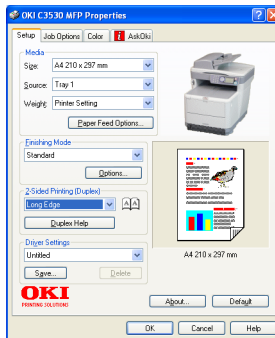 OKI C3530 MFP Properties
Setup Job Options Color AskOki
Media
Size: A4 210 x 297 mm
Source: Tray 1
Weight: Printer Setting
Paper Feed Options...
Finishing Mode
Standard
Options...
2-Sided Printing (Duplex)
Long Edge
Duplex Help
Driver Settings
Untitled
A4 210 x 297 mm
Save... Delete
OKI
PRINTING SOLUTIONS
About... Default
OK Cancel Help